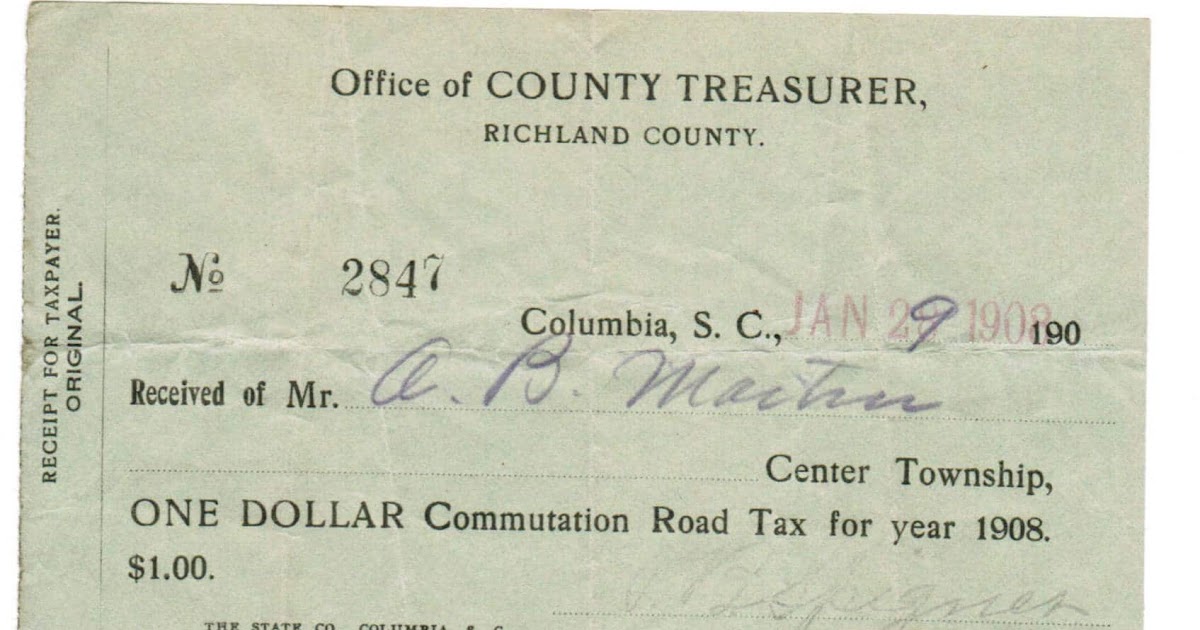 Office of COUNTY TREASURER,
RICHLAND COUNTY.
RECEIPT FOR TAXPAYER.
ORIGINAL.
No 2847
Columbia, S. C., JAN 29 1908 190
Received of Mr. A. B. Martin
Center Township,
ONE DOLLAR Commutation Road Tax for year 1908.
$1.00.
THE STATE CO. COLUMBIA, S. C.